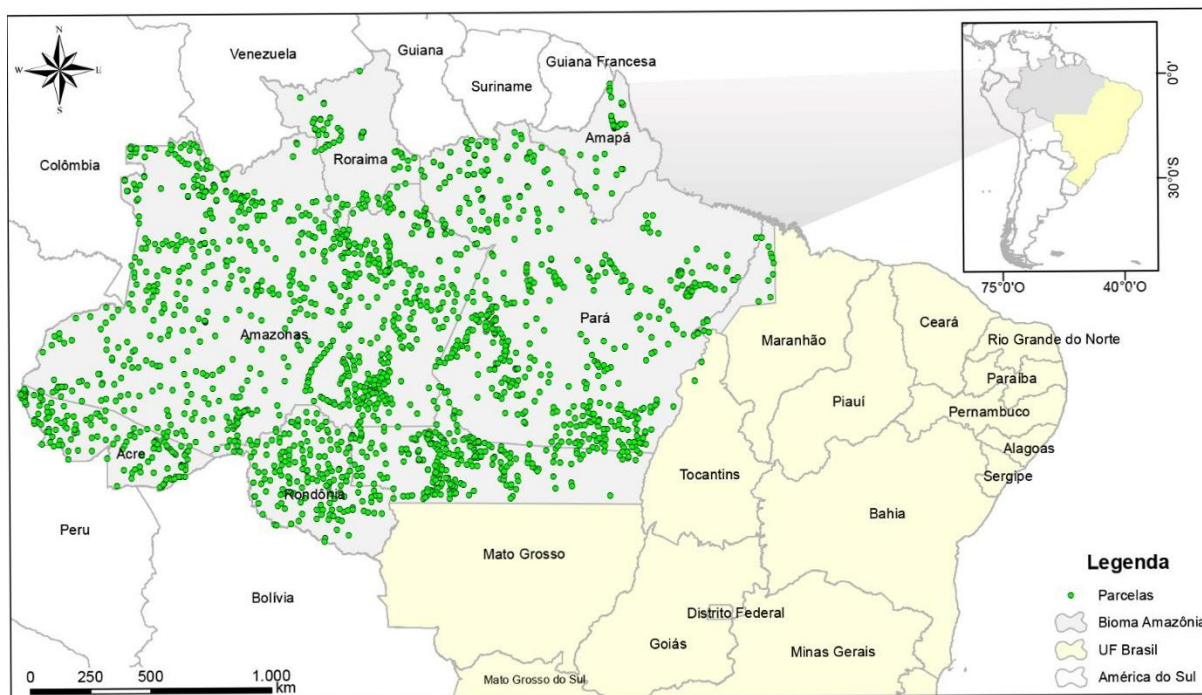 N
W
E
S
Venezuela
Guiana
Suriname
Guiana Francesa
Colômbia
Roraima
Amapá
Amazonas
Pará
Maranhão
Ceará
Rio Grande do Norte
Paraíba
Piauí
Pernambuco
Alagoas
Sergipe
Acre
Rondônia
Tocantins
Bahia
Peru
Mato Grosso
Bolívia
Distrito Federal
Goiás
Minas Gerais
Mato Grosso do Sul
0°0'
30°0'S
75°0'O
40°0'O
Legenda
Parcelas
Bioma Amazônia
UF Brasil
América do Sul
0
250
500
1.000
km